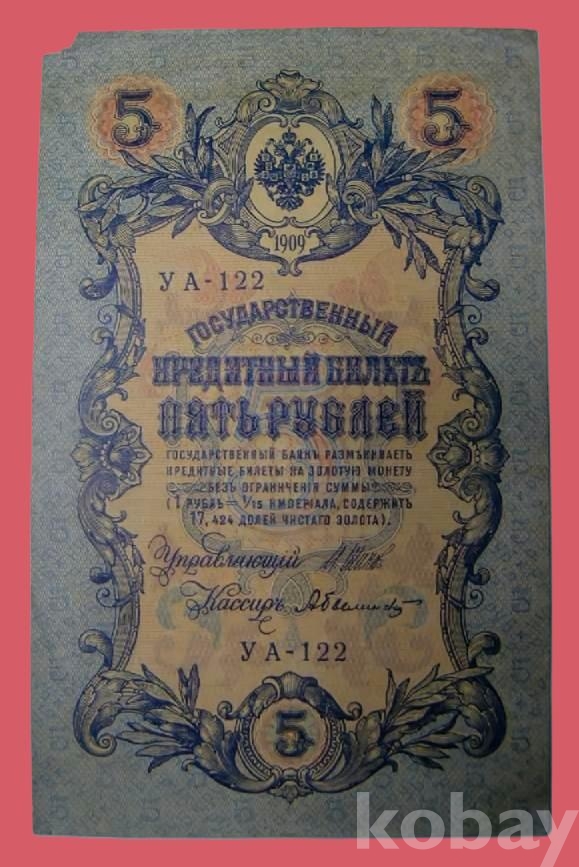 5 5
1909
УА-122
ГОСУДАРСТВЕННЫЙ
КРЕДИТНЫЙ БИЛЕТЪ
ПЯТЬ РУБЛЕЙ
ГОСУДАРСТВЕННЫЙ БАНКЪ РАЗМѢНИВАЕТЪ
КРЕДИТНЫЕ БИЛЕТЫ НА ЗОЛОТУЮ МОНЕТУ
БЕЗЪ ОГРАНИЧЕНІЯ СУММЫ
(1 РУБЛЬ = 1/15 ИМПЕРІАЛА, СОДЕРЖИТЪ
17,424 ДОЛЕЙ ЧИСТАГО ЗОЛОТА).
Управляющій
Кассиръ
УА-122
5
kobay